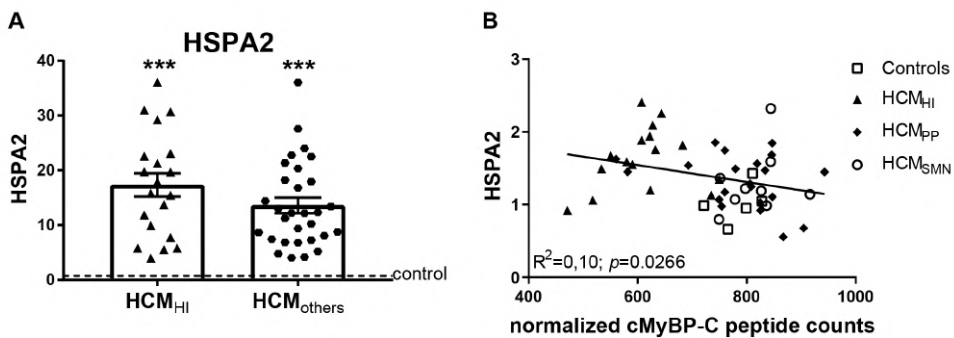 A
HSPA2
*** ***
HSPA2
40
30
20
10
0
control
HCMHI HCMothers
B
HSPA2
3
2
1
0
R2=0,10; p=0.0266
400 600 800 1000
normalized cMyBP-C peptide counts
Controls
HCMHI
HCMPP
HCMSMN